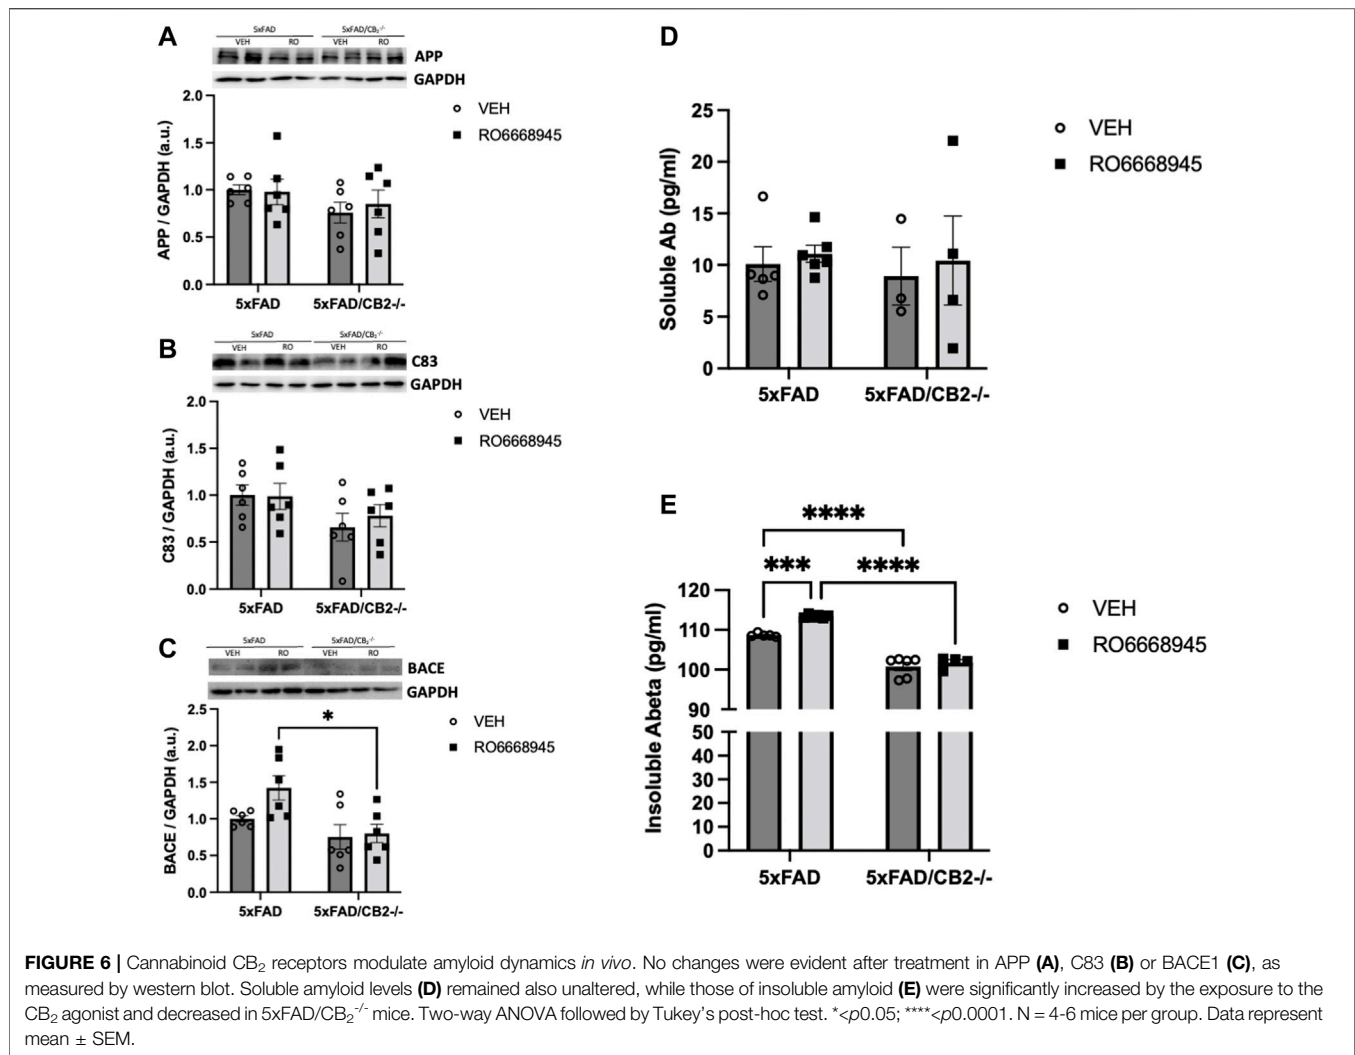 A
5xFAD 5xFAD/CB₂⁻/⁻
VEH RO VEH RO
APP
GAPDH
2.0
1.5
1.0
0.5
0.0
APP / GAPDH (a.u.)
VEH
RO6668945
5xFAD 5xFAD/CB2-/-
B
5xFAD 5xFAD/CB₂⁻/⁻
VEH RO VEH RO
C83
GAPDH
2.0
1.5
1.0
0.5
0.0
C83 / GAPDH (a.u.)
VEH
RO6668945
5xFAD 5xFAD/CB2-/-
C
5xFAD 5xFAD/CB₂⁻/⁻
VEH RO VEH RO
BACE
GAPDH
2.5
2.0
1.5
1.0
0.5
0.0
BACE / GAPDH (a.u.)
*
VEH
RO6668945
5xFAD 5xFAD/CB2-/-
D
25
20
15
10
5
0
Soluble Ab (pg/ml)
VEH
RO6668945
5xFAD 5xFAD/CB2-/-
E
****
*** ****
120
110
100
90
50
40
30
20
10
0
Insoluble Abeta (pg/ml)
VEH
RO6668945
5xFAD 5xFAD/CB2-/-
FIGURE 6 | Cannabinoid CB₂ receptors modulate amyloid dynamics in vivo. No changes were evident after treatment in APP (A), C83 (B) or BACE1 (C), as
measured by western blot. Soluble amyloid levels (D) remained also unaltered, while those of insoluble amyloid (E) were significantly increased by the exposure to the
CB₂ agonist and decreased in 5xFAD/CB₂⁻/⁻ mice. Two-way ANOVA followed by Tukey's post-hoc test. *<p0.05; ****<p0.0001. N = 4-6 mice per group. Data represent
mean ± SEM.